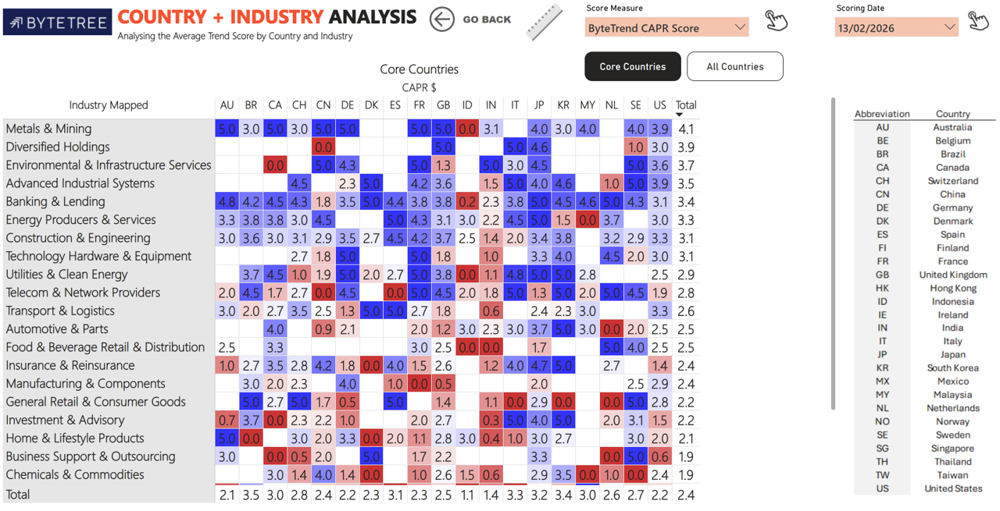 BYTETREE
COUNTRY + INDUSTRY ANALYSIS
Analysing the Average Trend Score by Country and Industry
GO BACK
Score Measure
ByteTrend CAPR Score
Scoring Date
13/02/2026
Core Countries
All Countries
Core Countries
CAPR $
Industry Mapped AU BR CA CH CN DE DK ES FR GB ID IN IT JP KR MY NL SE US Total
Metals & Mining 5.0 3.0 5.0 3.0 5.0 5.0 5.0 5.0 0.0 3.1 4.0 3.0 4.0 4.0 3.9 4.1
Diversified Holdings 0.0 5.0 5.0 4.6 1.0 3.0 3.9
Environmental & Infrastructure Services 0.0 5.0 4.3 5.0 1.3 5.0 3.0 4.5 5.0 3.6 3.7
Advanced Industrial Systems 4.5 2.3 5.0 4.2 3.6 1.5 5.0 4.0 4.6 1.0 5.0 3.9 3.5
Banking & Lending 4.8 4.2 4.5 4.3 1.8 3.5 5.0 4.4 3.8 3.8 0.2 2.3 3.8 5.0 4.5 4.6 5.0 4.3 3.1 3.4
Energy Producers & Services 3.3 3.8 3.8 3.0 4.5 5.0 4.3 3.1 3.0 2.2 4.5 5.0 1.5 0.0 3.7 3.0 3.3
Construction & Engineering 3.0 3.6 3.0 3.1 2.9 3.5 2.7 4.5 4.2 3.7 2.5 1.4 2.0 3.4 3.8 3.2 2.9 3.3 3.1
Technology Hardware & Equipment 2.7 1.8 5.0 5.0 1.8 1.0 3.3 4.0 4.5 2.0 3.0 3.1
Utilities & Clean Energy 3.7 4.5 1.0 1.9 5.0 2.0 2.7 5.0 3.8 0.0 1.1 4.8 5.0 5.0 2.8 2.5 2.9
Telecom & Network Providers 2.0 4.5 1.7 2.7 0.0 4.5 0.0 5.0 4.5 2.0 1.8 5.0 1.3 5.0 2.0 5.0 4.5 1.9 2.8
Transport & Logistics 3.0 2.0 2.7 3.5 2.5 1.3 5.0 5.0 2.7 1.8 0.6 2.4 2.3 3.0 3.3 2.6
Automotive & Parts 4.0 0.9 2.1 2.0 1.2 3.0 2.3 3.0 3.7 5.0 3.0 0.0 2.0 2.5 2.5
Food & Beverage Retail & Distribution 2.5 3.3 3.0 2.5 0.0 0.0 1.7 5.0 4.0 2.5 2.5
Insurance & Reinsurance 1.0 2.7 3.5 2.8 4.2 1.8 0.0 4.0 1.5 2.6 1.2 4.0 4.7 5.0 2.7 1.4 2.4
Manufacturing & Components 3.0 2.0 2.3 4.0 1.0 0.0 0.5 2.0 2.5 2.9 2.4
General Retail & Consumer Goods 5.0 2.7 5.0 1.7 0.5 5.0 1.4 1.1 0.0 2.9 0.0 0.0 5.0 2.8 2.2
Investment & Advisory 0.7 3.7 0.0 2.3 2.2 1.0 2.0 2.7 0.3 5.0 4.0 5.0 2.0 3.1 1.5 2.2
Home & Lifestyle Products 5.0 0.0 3.0 2.0 3.3 0.0 2.0 1.1 2.8 3.0 0.4 1.0 3.0 2.7 3.0 2.0 2.1
Business Support & Outsourcing 3.0 0.0 0.5 2.0 5.0 1.7 2.2 3.3 0.0 5.0 0.6 1.9
Chemicals & Commodities 3.0 1.4 4.0 1.4 0.0 1.0 2.6 1.5 0.6 2.9 3.5 0.0 1.0 0.0 2.4 1.9
Total 2.1 3.5 3.0 2.8 2.4 2.2 2.3 3.1 2.3 2.5 1.1 1.4 3.3 3.2 3.4 3.0 2.6 2.7 2.2 2.4
Abbreviation Country
AU Australia
BE Belgium
BR Brazil
CA Canada
CH Switzerland
CN China
DE Germany
DK Denmark
ES Spain
FI Finland
FR France
GB United Kingdom
HK Hong Kong
ID Indonesia
IE Ireland
IN India
IT Italy
JP Japan
KR South Korea
MX Mexico
MY Malaysia
NL Netherlands
NO Norway
SE Sweden
SG Singapore
TH Thailand
TW Taiwan
US United States